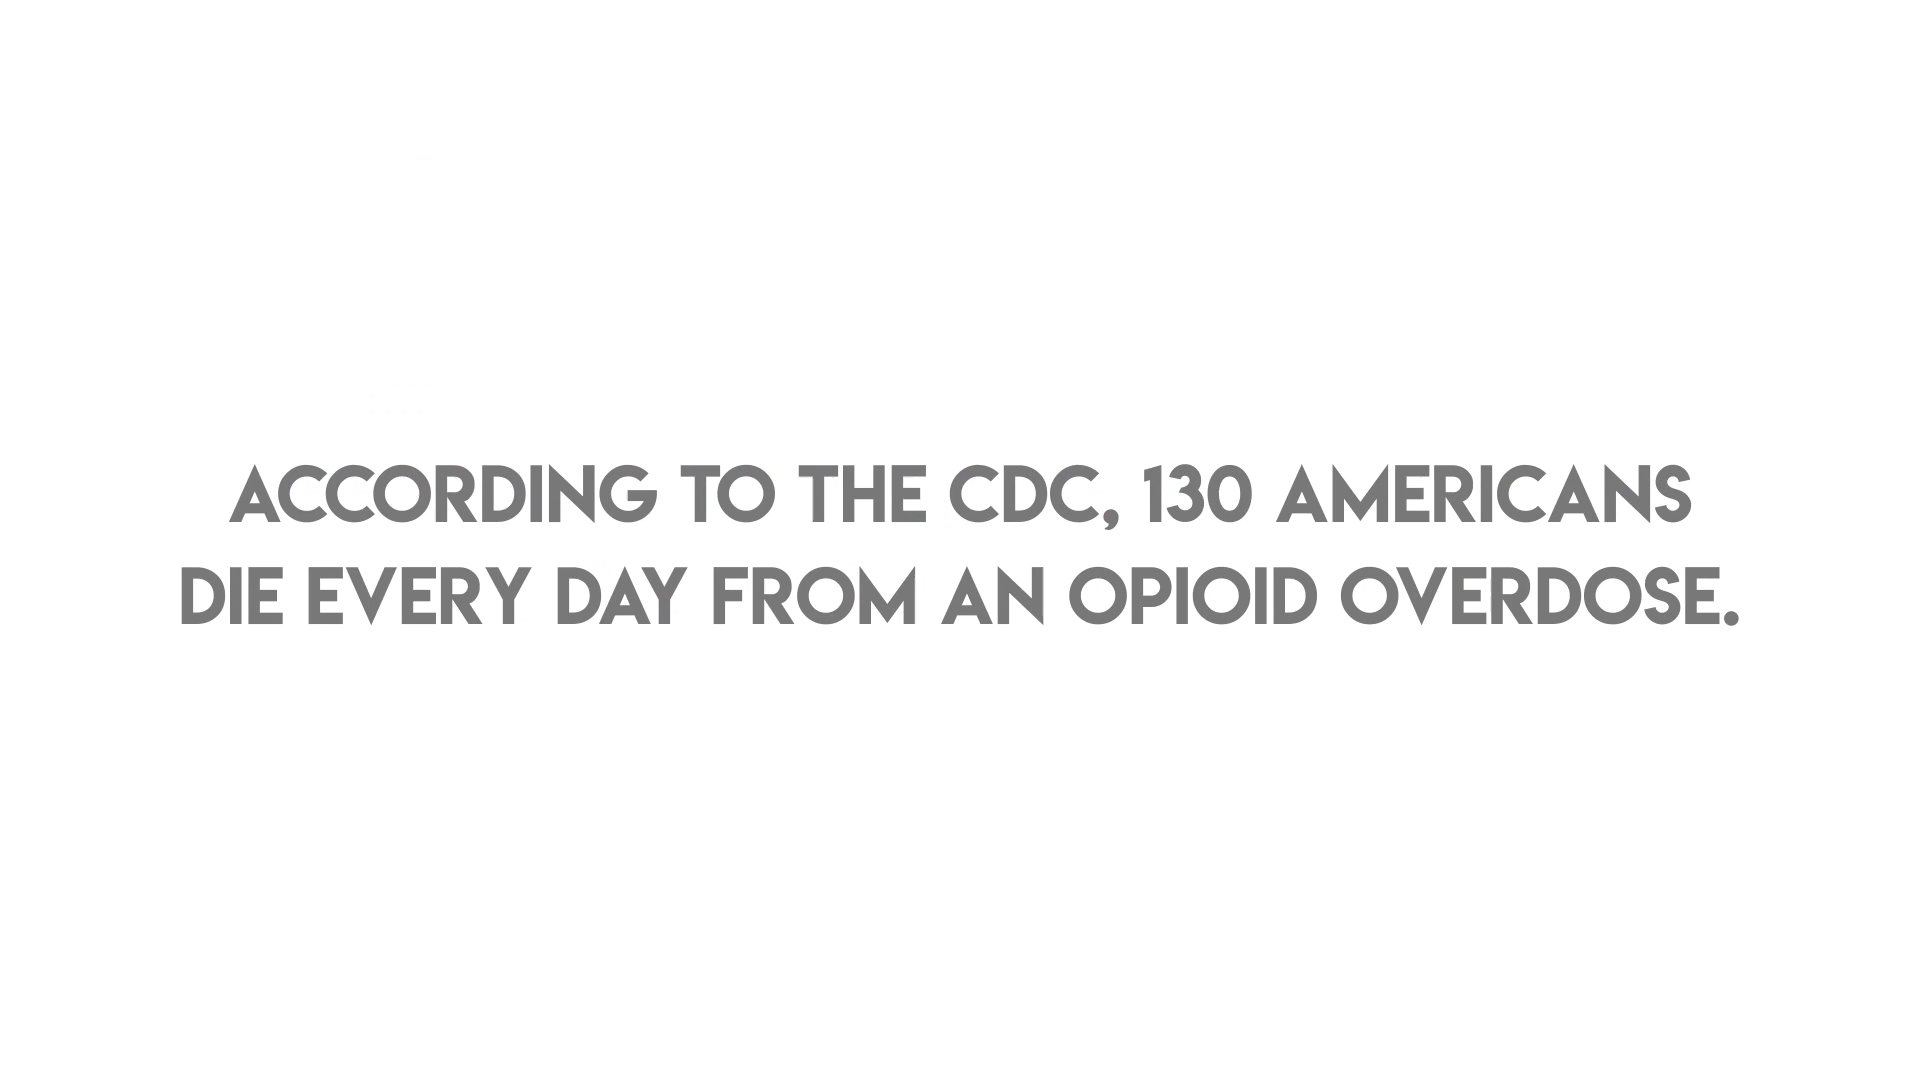 ACCORDING TO THE CDC, 130 AMERICANS
DIE EVERY DAY FROM AN OPIOID OVERDOSE.